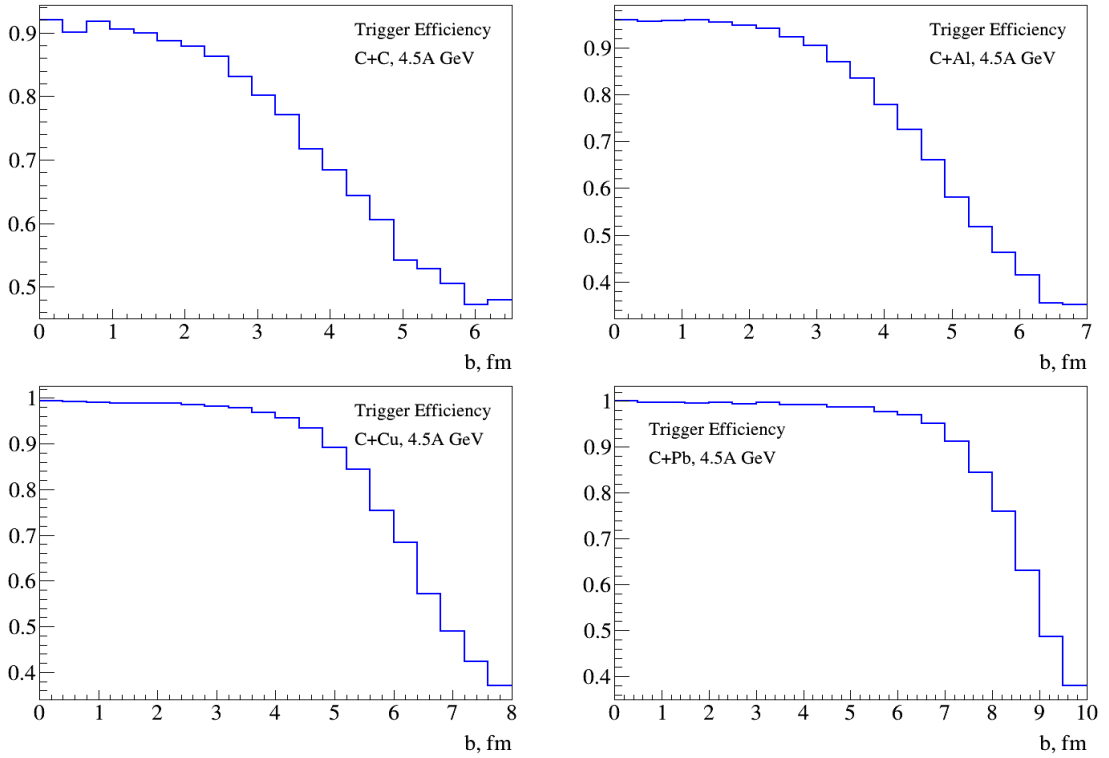 Trigger Efficiency
C+C, 4.5A GeV
0.9
0.8
0.7
0.6
0.5
0 1 2 3 4 5 6
b, fm
Trigger Efficiency
C+Al, 4.5A GeV
0.9
0.8
0.7
0.6
0.5
0.4
0 1 2 3 4 5 6 7
b, fm
Trigger Efficiency
C+Cu, 4.5A GeV
1
0.9
0.8
0.7
0.6
0.5
0.4
0 1 2 3 4 5 6 7 8
b, fm
Trigger Efficiency
C+Pb, 4.5A GeV
1
0.9
0.8
0.7
0.6
0.5
0.4
0 1 2 3 4 5 6 7 8 9 10
b, fm